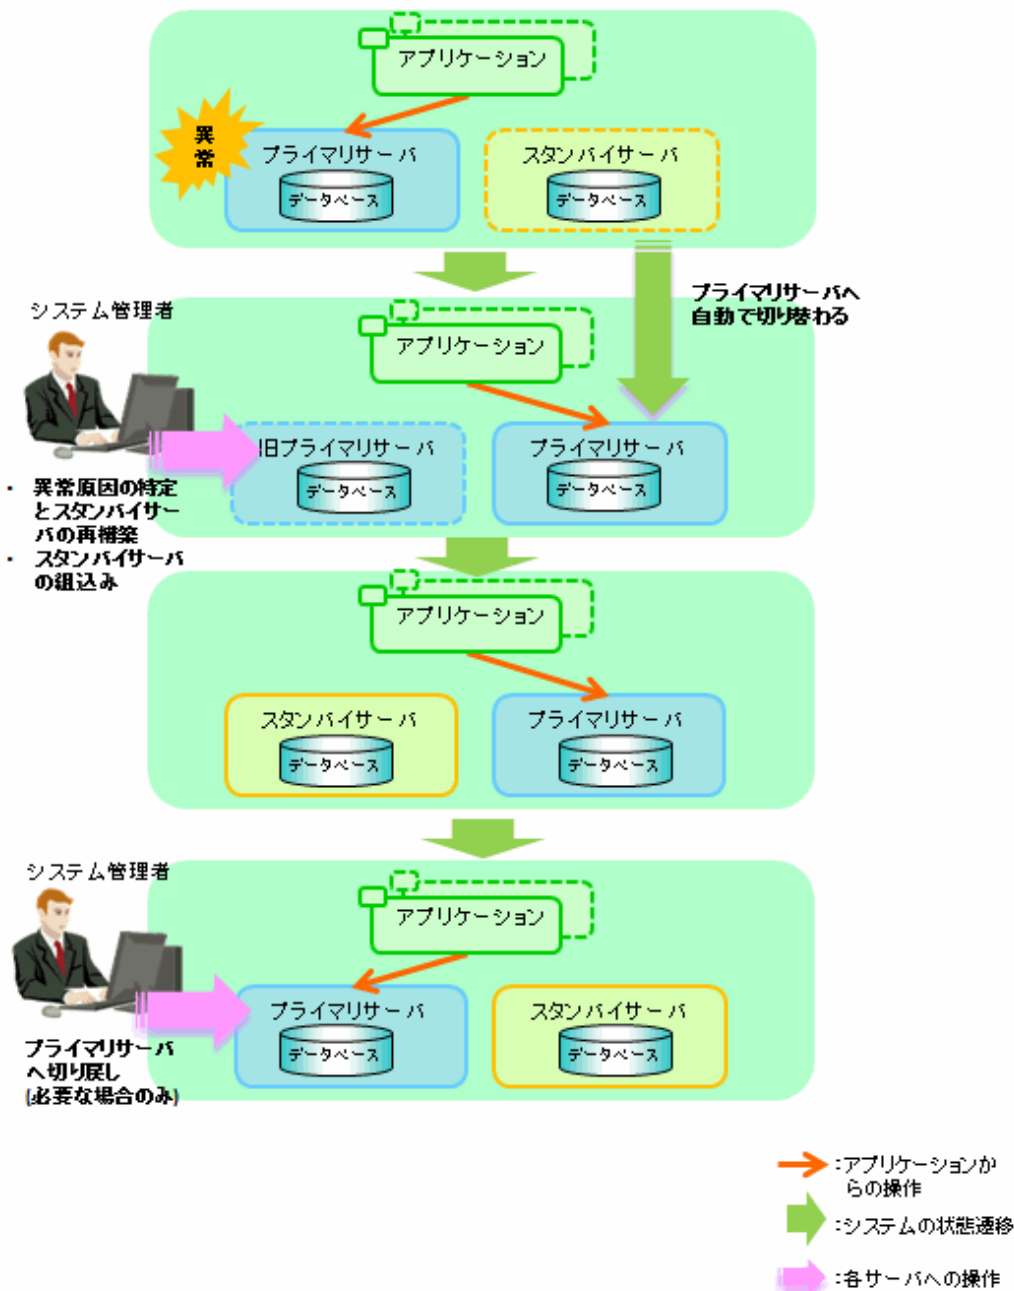 アプリケーション
異常
プライマリサーバ
データベース
スタンバイサーバ
データベース
プライマリサーバへ
自動で切り替わる
システム管理者
アプリケーション
旧プライマリサーバ
データベース
プライマリサーバ
データベース
・ 異常原因の特定
とスタンバイサー
バの再構築
・ スタンバイサーバ
の組込み
アプリケーション
スタンバイサーバ
データベース
プライマリサーバ
データベース
システム管理者
アプリケーション
プライマリサーバ
データベース
スタンバイサーバ
データベース
プライマリサーバ
へ切り戻し
(必要な場合のみ)
:アプリケーションか
らの操作
:システムの状態遷移
:各サーバへの操作